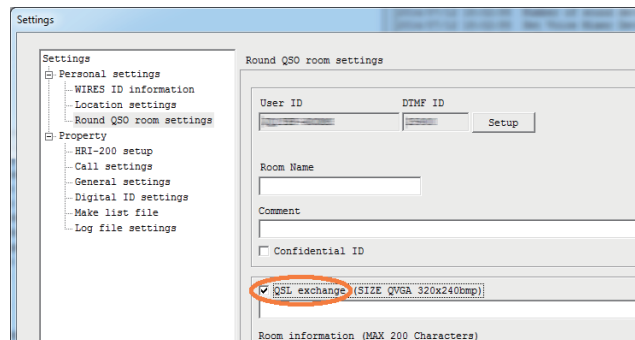 Settings
Settings
Personal settings
WIRES ID information
Location settings
Round QSO room settings
Property
HRI-200 setup
Call settings
General settings
Digital ID settings
Make list file
Log file settings
Round QSO room settings
User ID DTMF ID
Setup
Room Name
Comment
Confidential ID
QSL exchange (SIZE QVGA 320x240bmp)
Room information (MAX 200 Characters)